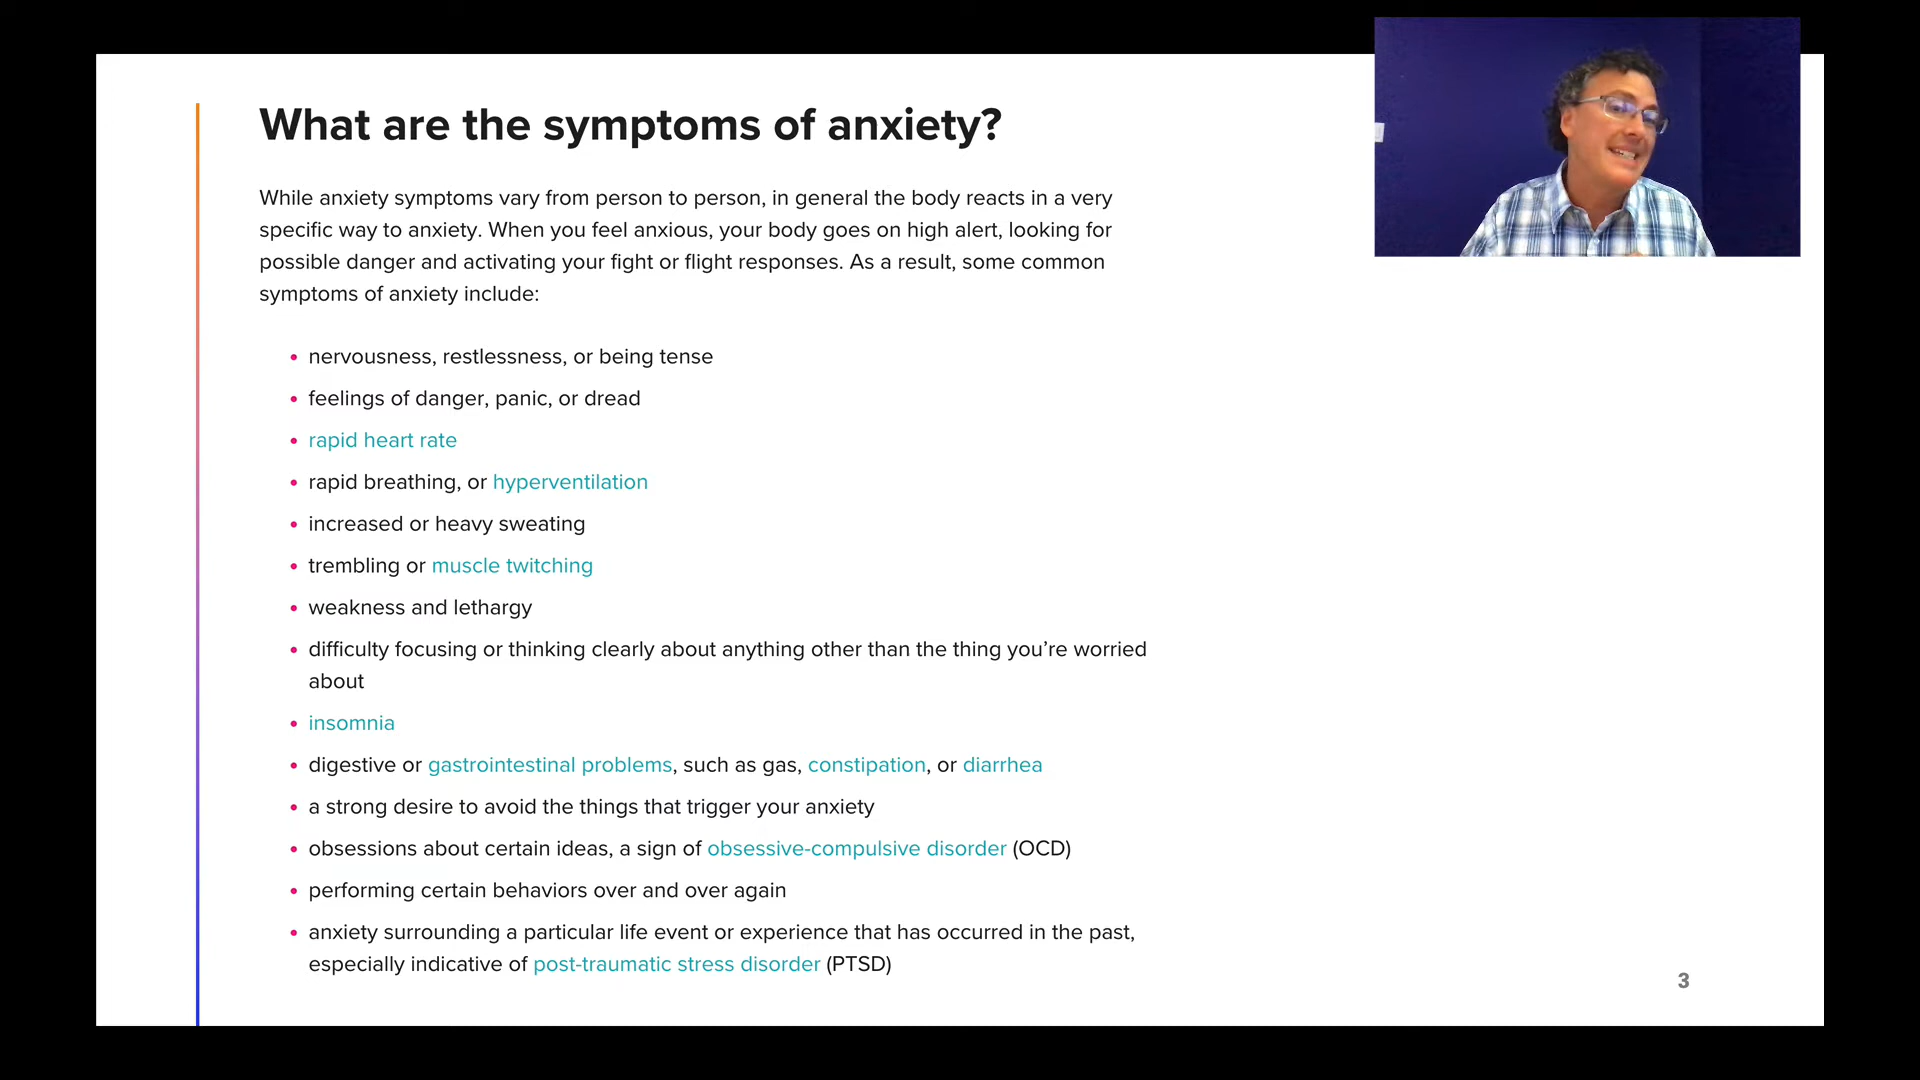 What are the symptoms of anxiety?
While anxiety symptoms vary from person to person, in general the body reacts in a very
specific way to anxiety. When you feel anxious, your body goes on high alert, looking for
possible danger and activating your fight or flight responses. As a result, some common
symptoms of anxiety include:
• nervousness, restlessness, or being tense
• feelings of danger, panic, or dread
• rapid heart rate
• rapid breathing, or hyperventilation
• increased or heavy sweating
• trembling or muscle twitching
• weakness and lethargy
• difficulty focusing or thinking clearly about anything other than the thing you’re worried
about
• insomnia
• digestive or gastrointestinal problems, such as gas, constipation, or diarrhea
• a strong desire to avoid the things that trigger your anxiety
• obsessions about certain ideas, a sign of obsessive-compulsive disorder (OCD)
• performing certain behaviors over and over again
• anxiety surrounding a particular life event or experience that has occurred in the past,
especially indicative of post-traumatic stress disorder (PTSD)
3